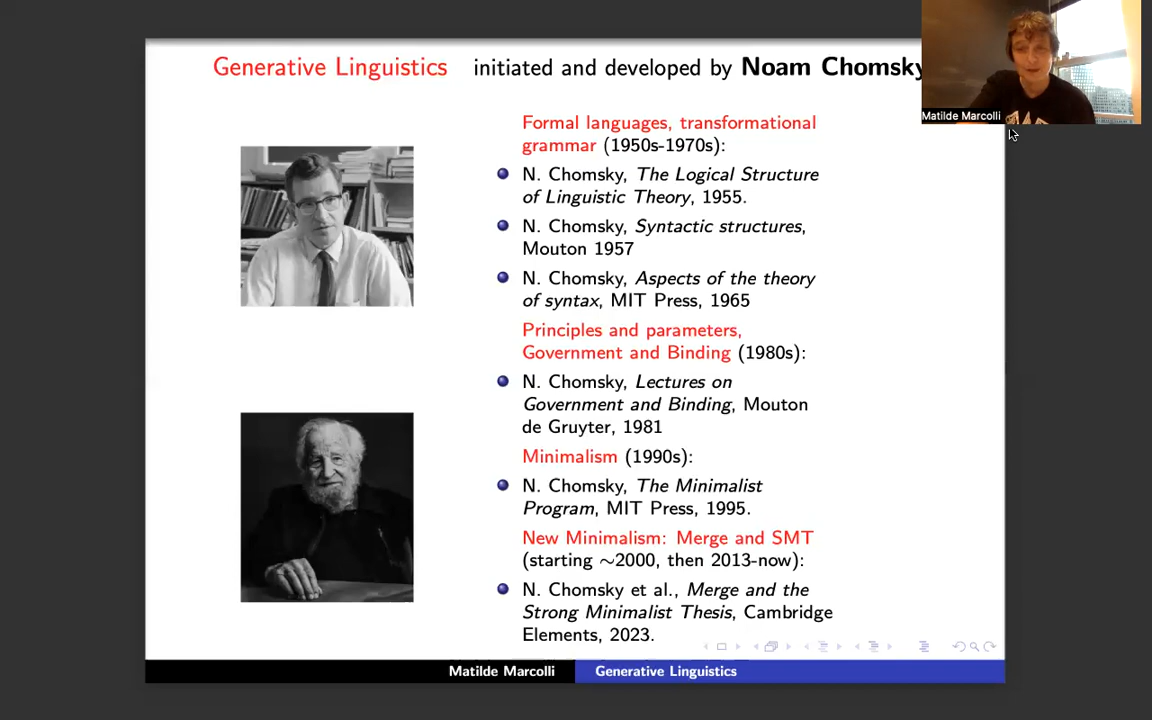 Generative Linguistics initiated and developed by Noam Chomsky
Matilde Marcolli
Formal languages, transformational
grammar (1950s-1970s):
N. Chomsky, The Logical Structure
of Linguistic Theory, 1955.
N. Chomsky, Syntactic structures,
Mouton 1957
N. Chomsky, Aspects of the theory
of syntax, MIT Press, 1965
Principles and parameters,
Government and Binding (1980s):
N. Chomsky, Lectures on
Government and Binding, Mouton
de Gruyter, 1981
Minimalism (1990s):
N. Chomsky, The Minimalist
Program, MIT Press, 1995.
New Minimalism: Merge and SMT
(starting ∼2000, then 2013-now):
N. Chomsky et al., Merge and the
Strong Minimalist Thesis, Cambridge
Elements, 2023.
Matilde Marcolli Generative Linguistics